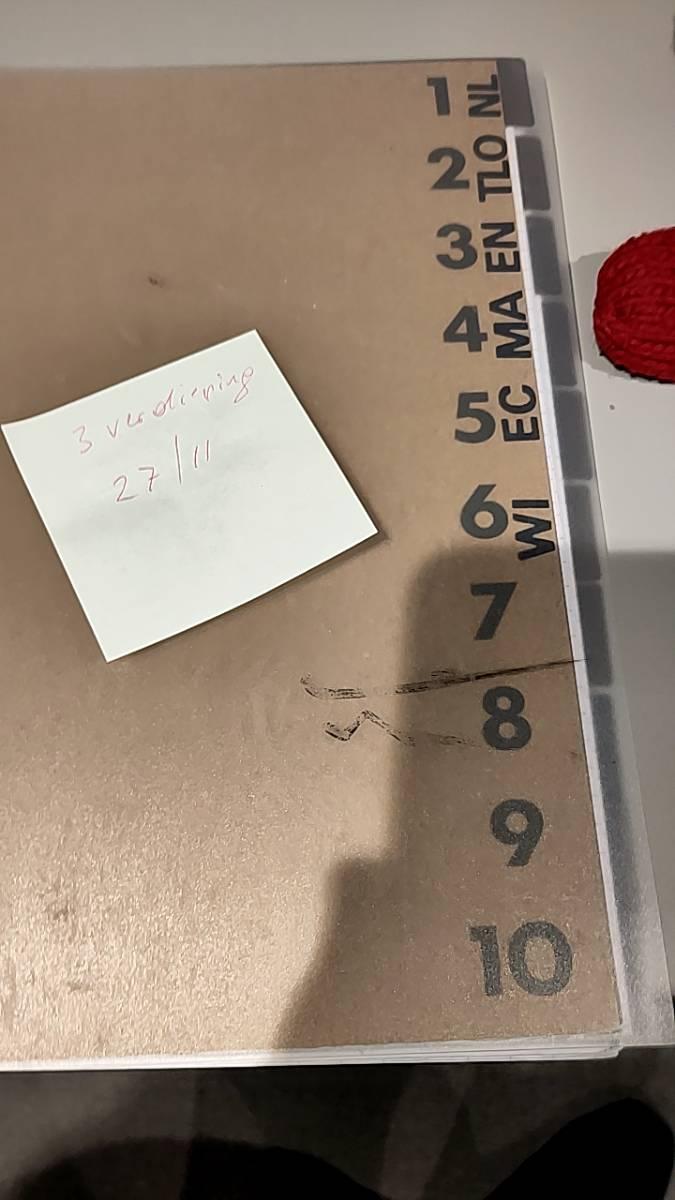 1 NL
2 TLO
3 EN
4 MA
5 EC
6 WI
7
8
9
10
3 verdieping
27/11